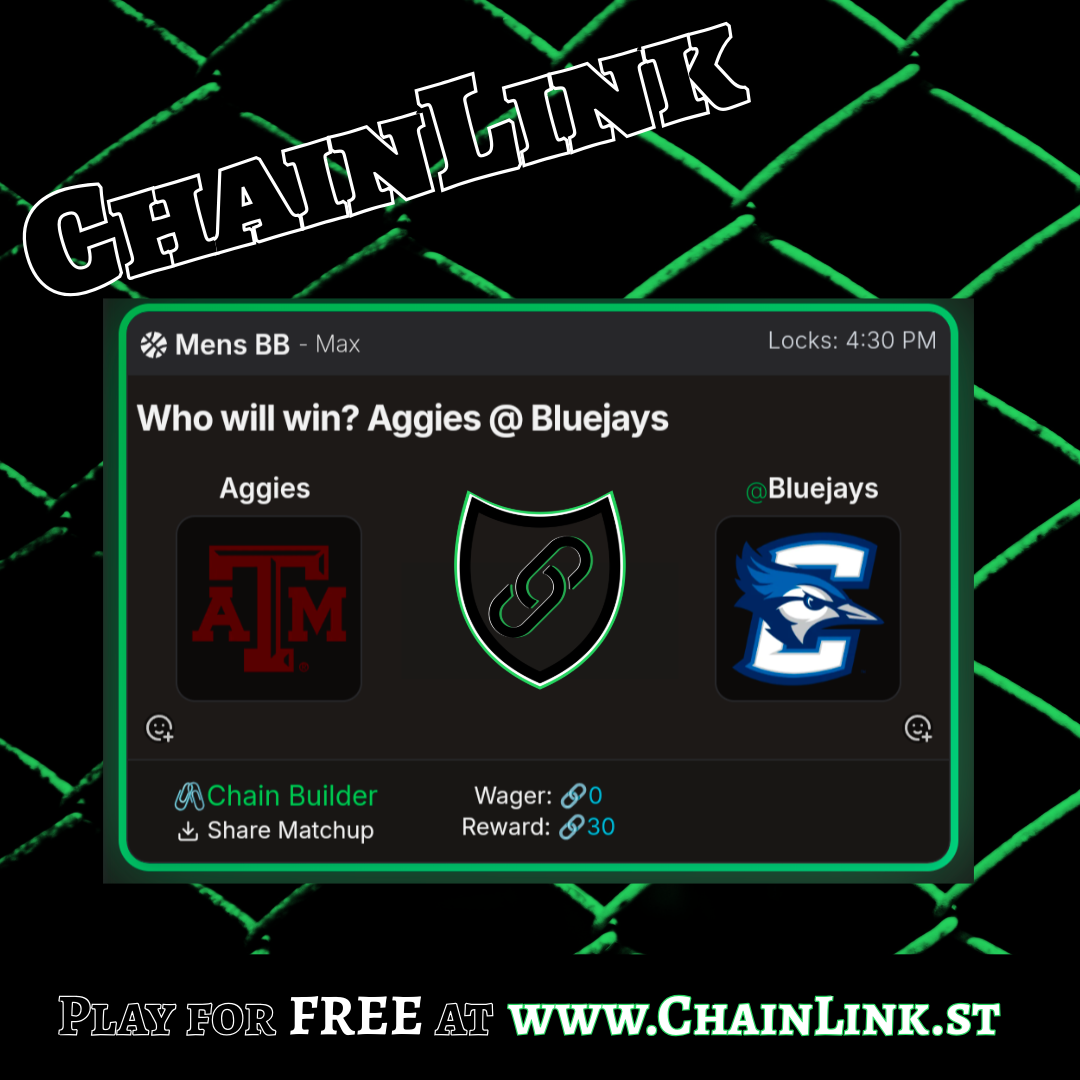 ChainLink
Mens BB - Max
Locks: 4:30 PM
Who will win? Aggies @ Bluejays
Aggies
@Bluejays
ATM
C
Chain Builder
Wager: 0
Share Matchup
Reward: 30
Play for FREE at www.ChainLink.st